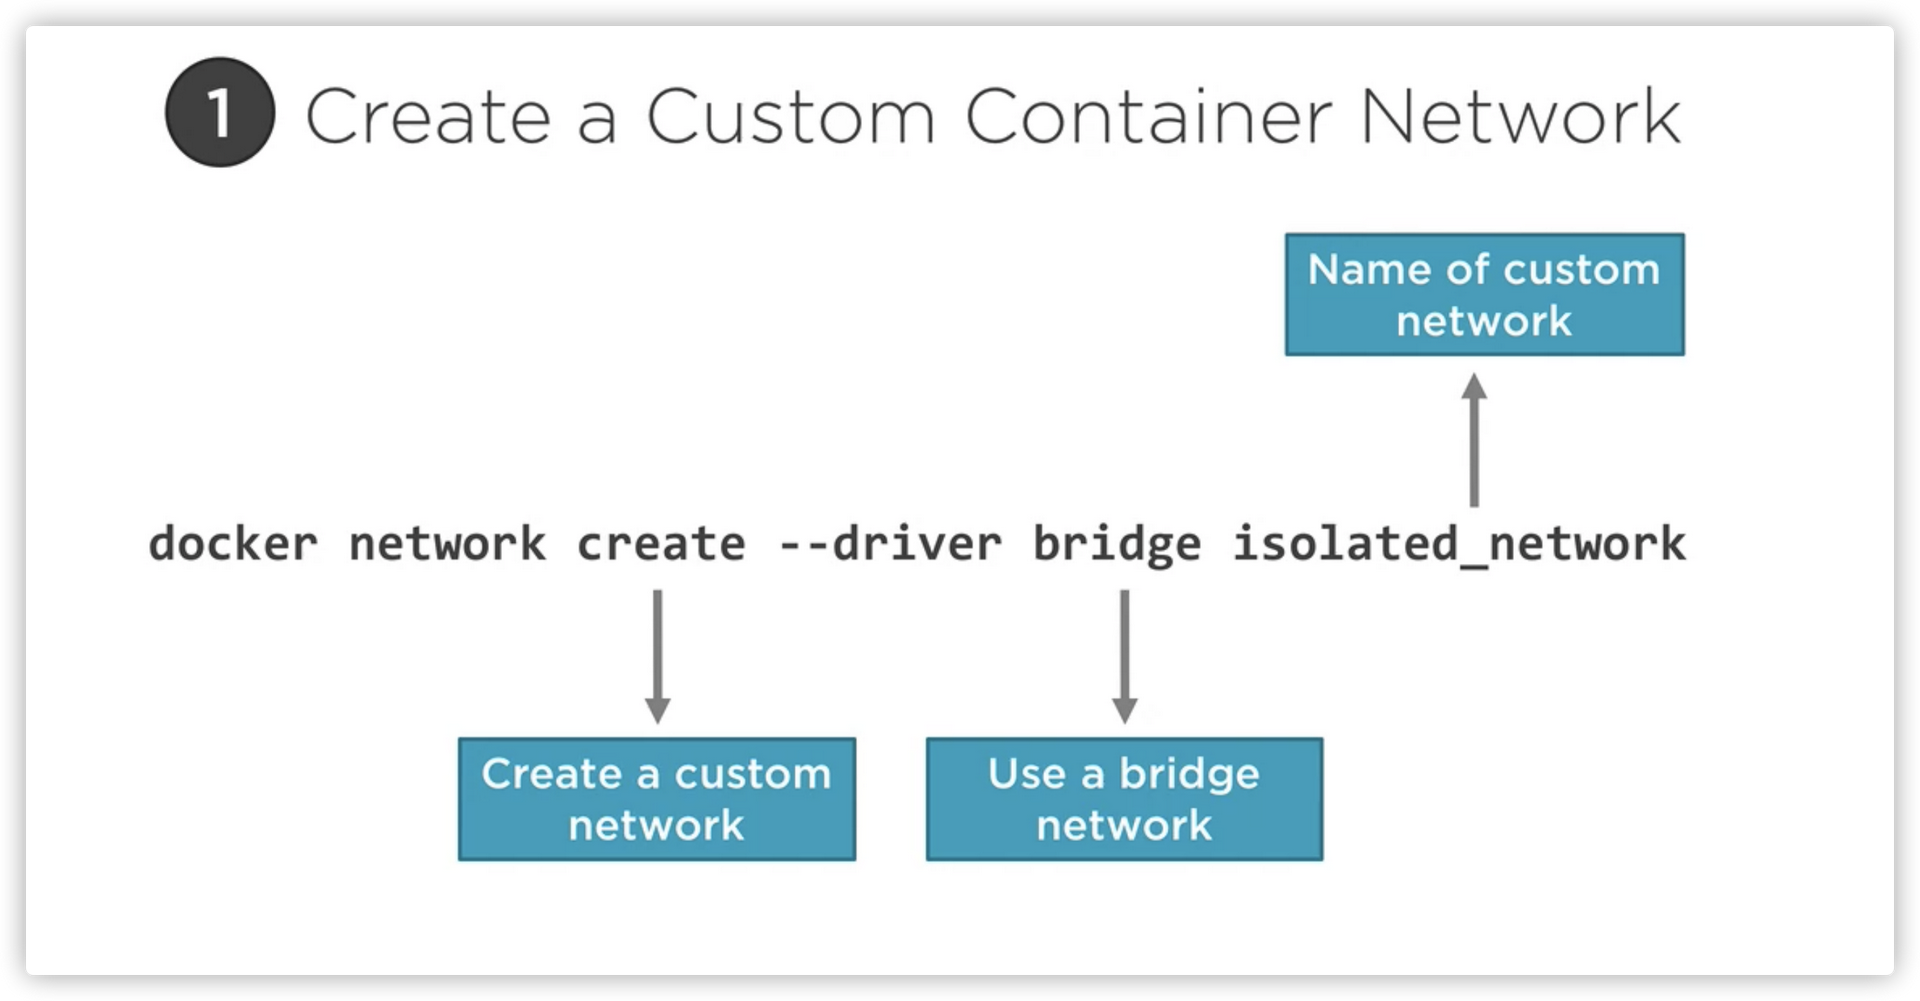 1 Create a Custom Container Network
Name of custom
network
docker network create --driver bridge isolated_network
Create a custom
network
Use a bridge
network